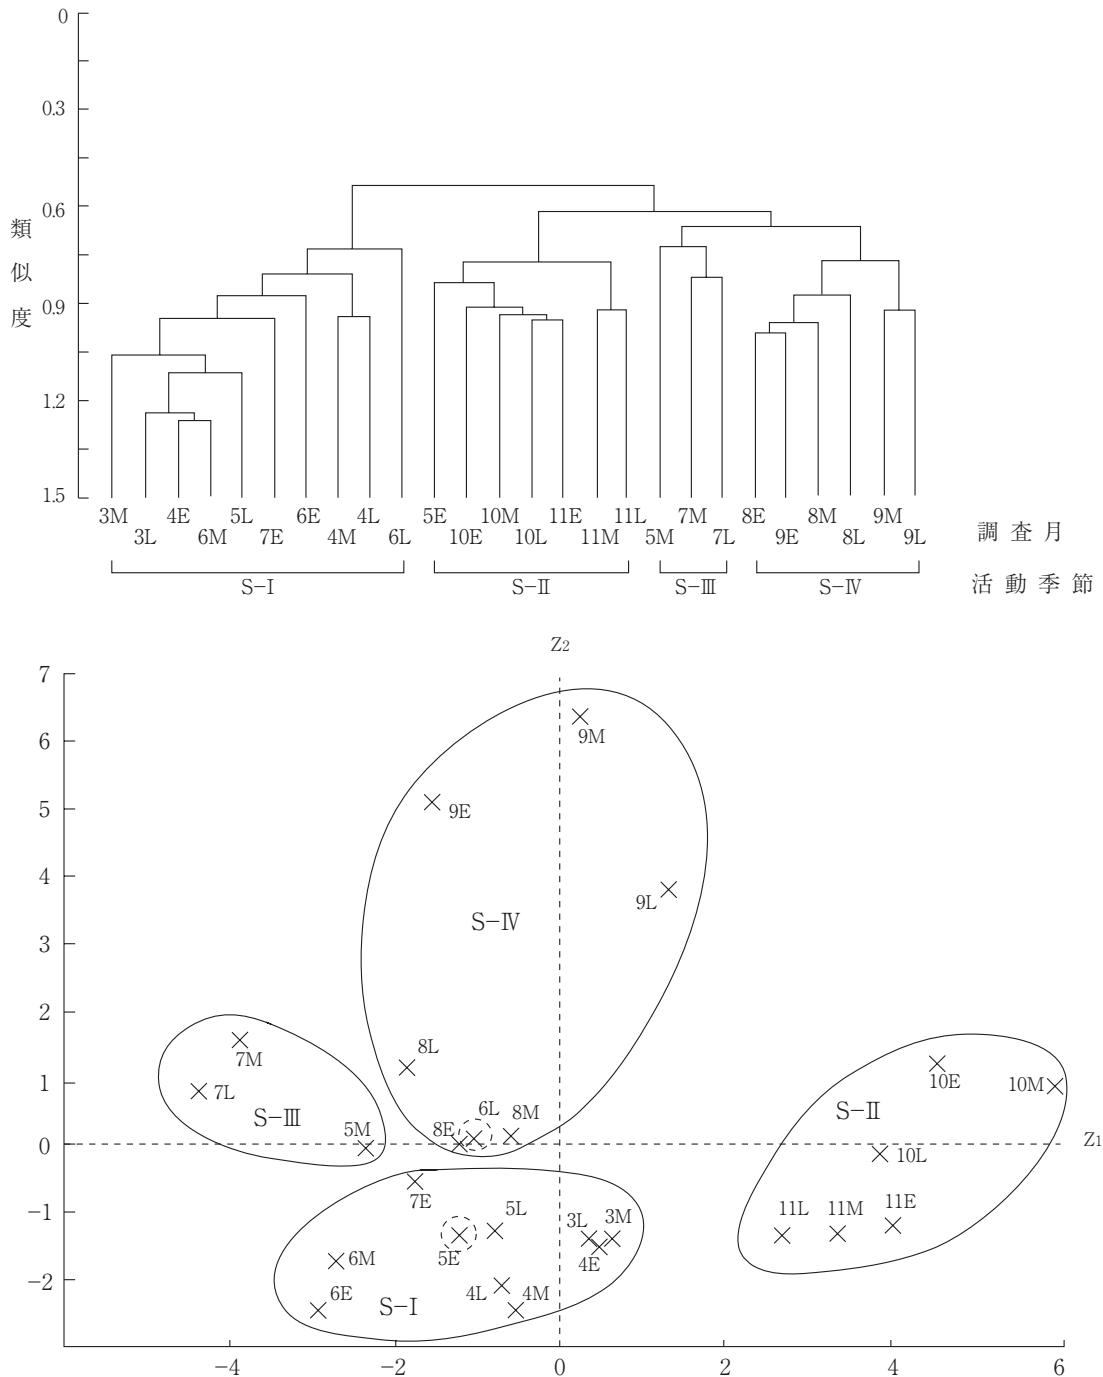 0
0.3
0.6
0.9
1.2
1.5
類似度
3M 4E 5L 6E 4L 5E 10M 11E 11L 7M 8E 8M 9M
3L 6M 7E 4M 6L 10E 10L 11M 5M 7L 9E 8L 9L
調査月
S-Ⅰ S-Ⅱ S-Ⅲ S-Ⅳ
活動季節
Z2
7
6
9M
5
9E
4
9L
S-Ⅳ
3
2
8L
7M
10E
10M
1
7L
6L
S-Ⅲ
8M
S-Ⅱ
5M
8E
0
Z1
10L
7E
-1
5L
3L
3M
11L
11M
11E
5E
4E
6M
-2
6E
4L
4M
S-Ⅰ
-4 -2 0 2 4 6